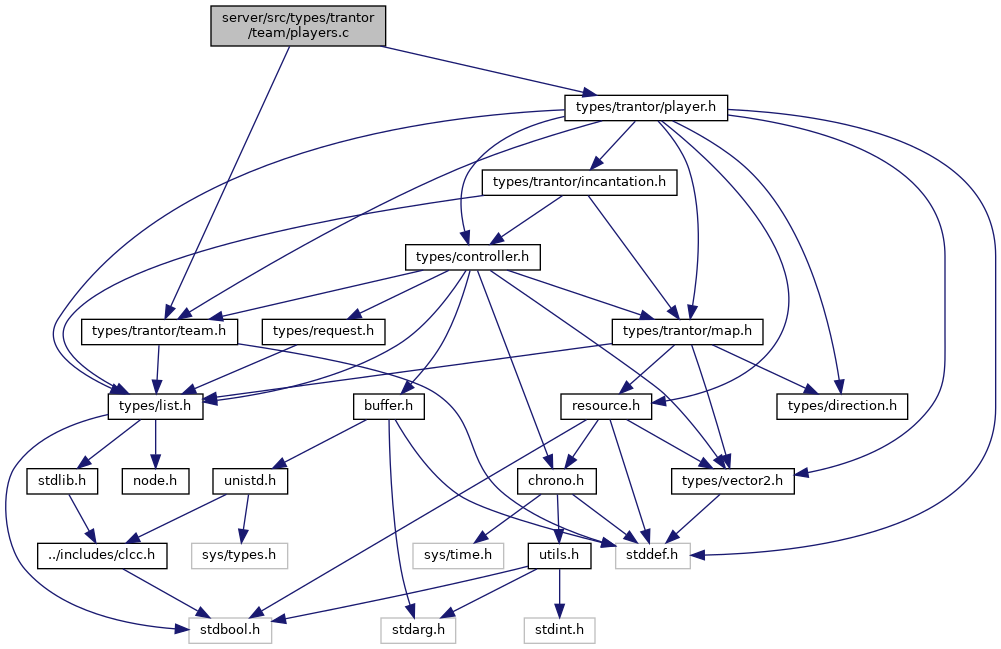 server/src/types/trantor
/team/players.c
types/trantor/player.h
types/trantor/incantation.h
types/controller.h
types/trantor/team.h
types/request.h
types/trantor/map.h
types/list.h
buffer.h
resource.h
types/direction.h
stdlib.h
node.h
unistd.h
chrono.h
types/vector2.h
../includes/clcc.h
sys/types.h
sys/time.h
utils.h
stddef.h
stdbool.h
stdarg.h
stdint.h